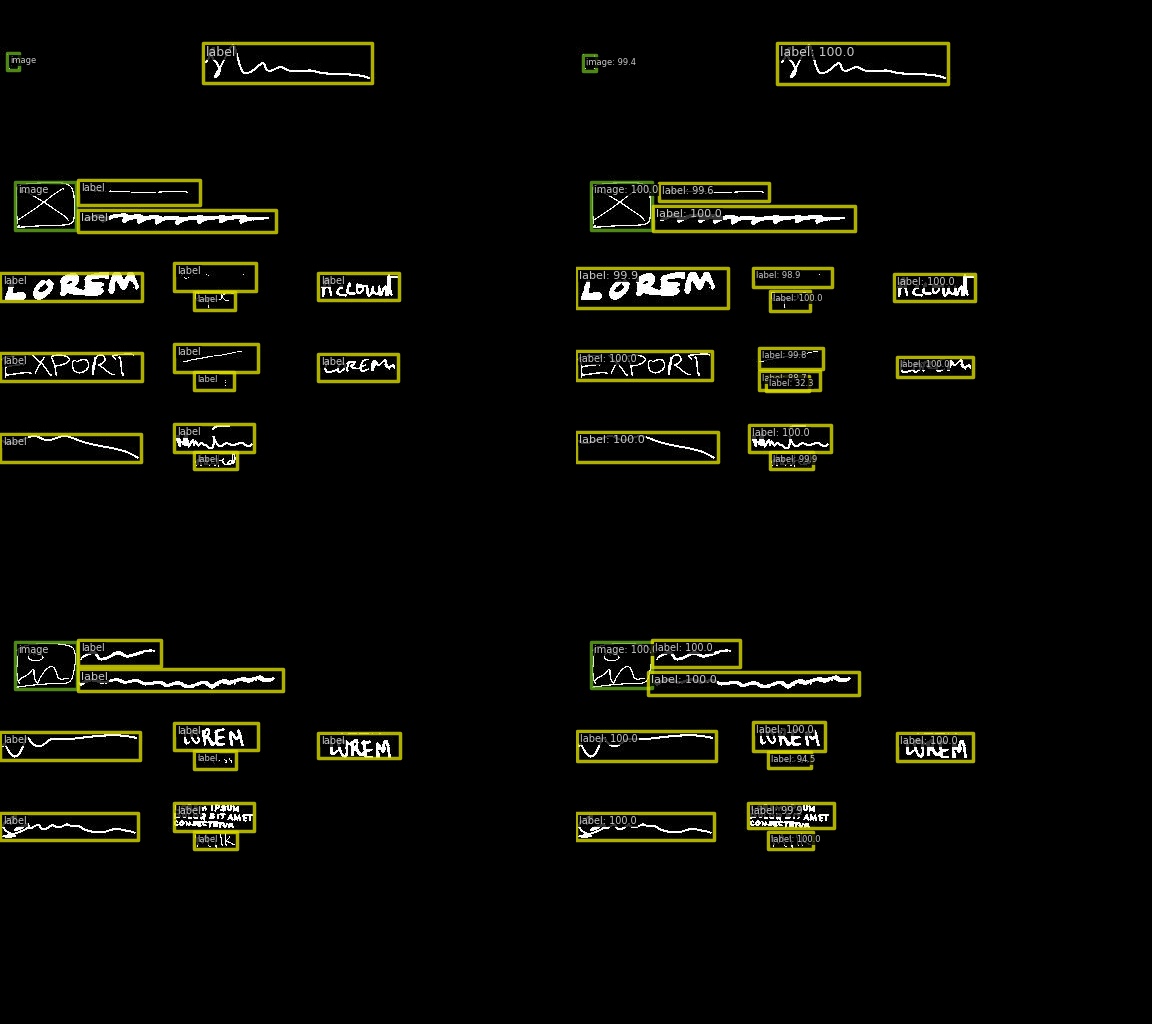 image label image: 99.4 label: 100.0
image label image: 100.0 label: 99.6
label label: 100.0
label LOREM label label Account label: 99.9 LOREM label: 98.9 label: 100.0 Account
label label: 100.0
label EXPORT label label LOREM label: 100.0 EXPORT label: 99.8 label: 100.0
label label: 32.3
label label label: 100.0 label: 100.0
label label: 99.9
image label image: 100. label: 100.0
label label: 100.0
label label LOREM label LOREM label: 100.0 label: 100.0 LOREM label: 100.0 LOREM
label label: 94.5
label label IPSUM label: 100.0 label: 99.9
DOLOR SIT AMET AMET
CONSECTETUR CONSECTETUR
label label: 100.0